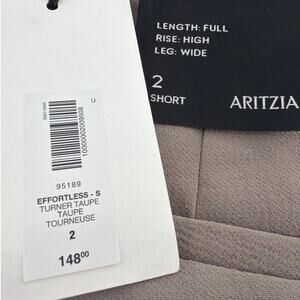 LENGTH: FULL
RISE: HIGH
LEG: WIDE
2
SHORT
ARITZIA
U
95189
EFFORTLESS - S
TURNER TAUPE
TAUPE
TOURNEUSE
2
148.00